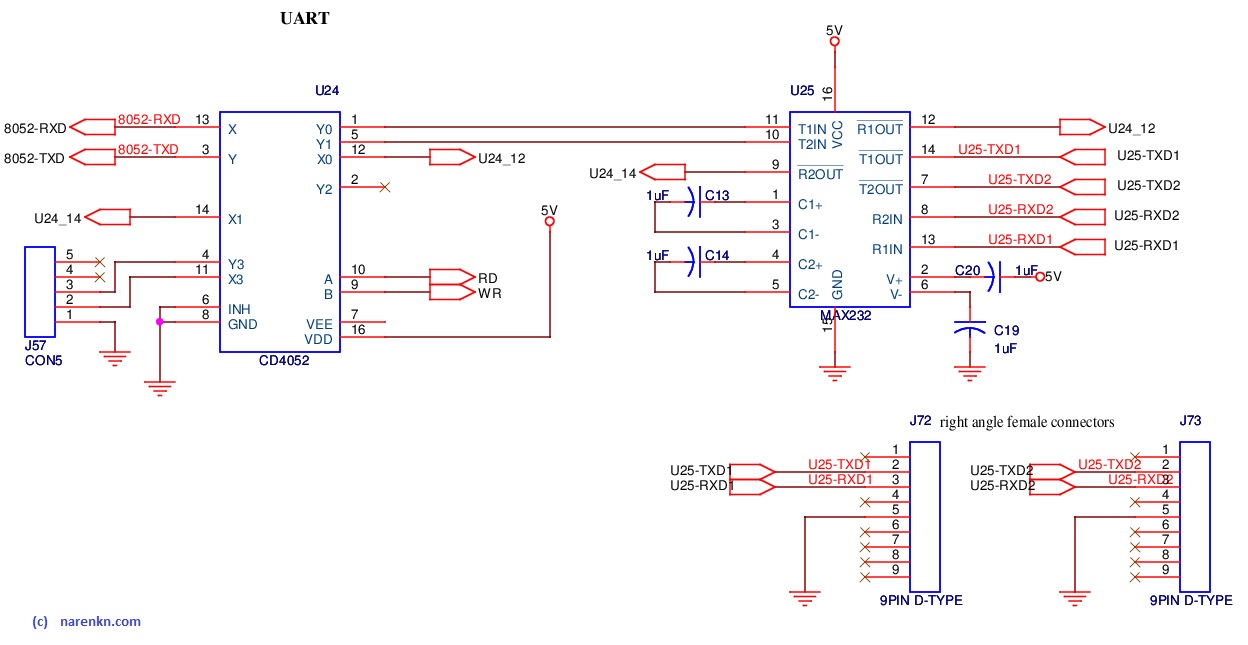 UART
U24
8052-RXD 8052-RXD 13 X Y0 1
Y1 5
8052-TXD 8052-TXD 3 Y X0 12 U24_12
Y2 2
U24_14 14 X1
5V
5
4
3
2
1
4 Y3
11 X3
A 10 RD
B 9 WR
6 INH
8 GND
VEE 7
VDD 16
J57
CON5
CD4052
5V
U25
16
VCC
11 T1IN R1OUT 12 U24_12
10 T2IN
T1OUT 14 U25-TXD1 U25-TXD1
U24_14 9 R2OUT
T2OUT 7 U25-TXD2 U25-TXD2
1uF C13 1 C1+
R2IN 8 U25-RXD2 U25-RXD2
3 C1-
R1IN 13 U25-RXD1 U25-RXD1
1uF C14 4 C2+
V+ 2 C20 1uF 5V
5 C2-
V- 6
GND
15
MAX232
C19
1uF
J72 right angle female connectors J73
1
U25-TXD1 U25-TXD1 2
U25-RXD1 U25-RXD1 3
4
5
6
7
8
9
9PIN D-TYPE
1
U25-TXD2 U25-TXD2 2
U25-RXD2 U25-RXD2 3
4
5
6
7
8
9
9PIN D-TYPE
(c) narenkn.com